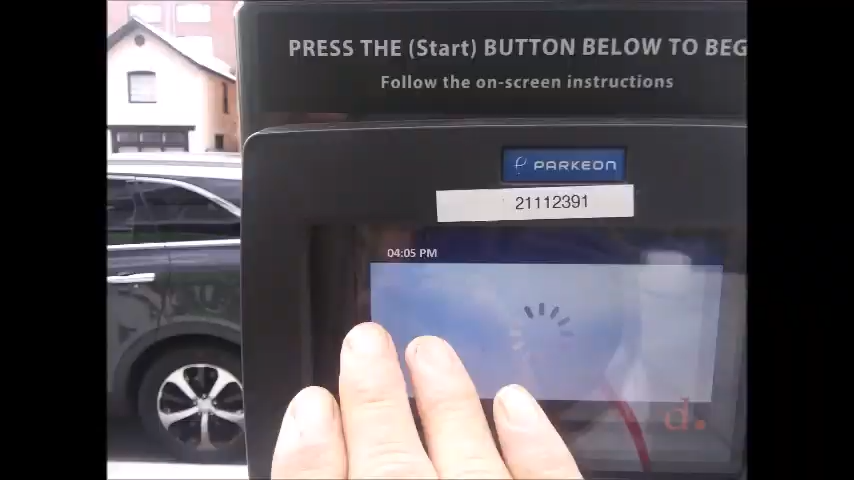 PRESS THE (Start) BUTTON BELOW TO BEG
Follow the on-screen instructions
PARKEON
21112391
04:05 PM
d.